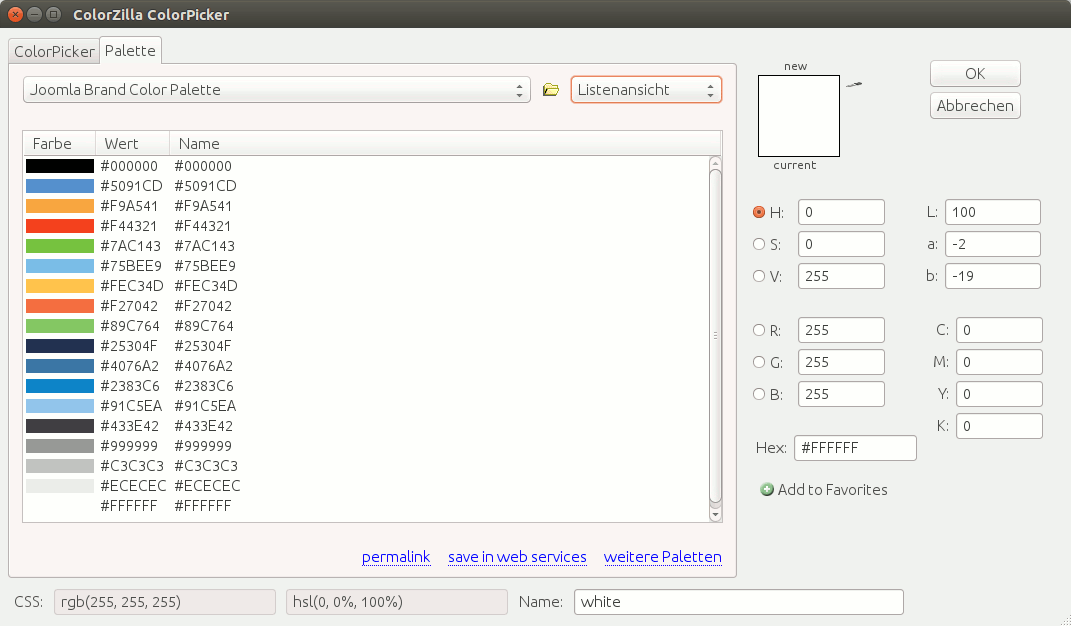 ColorZilla ColorPicker
ColorPicker Palette
Joomla Brand Color Palette Listenansicht
Farbe Wert Name
#000000 #000000
#5091CD #5091CD
#F9A541 #F9A541
#F44321 #F44321
#7AC143 #7AC143
#75BEE9 #75BEE9
#FEC34D #FEC34D
#F27042 #F27042
#89C764 #89C764
#25304F #25304F
#4076A2 #4076A2
#2383C6 #2383C6
#91C5EA #91C5EA
#433E42 #433E42
#999999 #999999
#C3C3C3 #C3C3C3
#ECECEC #ECECEC
#FFFFFF #FFFFFF
permalink save in web services weitere Paletten
new
current
OK
Abbrechen
H: 0 L: 100
S: 0 a: -2
V: 255 b: -19
R: 255 C: 0
G: 255 M: 0
B: 255 Y: 0
K: 0
Hex: #FFFFFF
Add to Favorites
CSS: rgb(255, 255, 255) hsl(0, 0%, 100%) Name: white